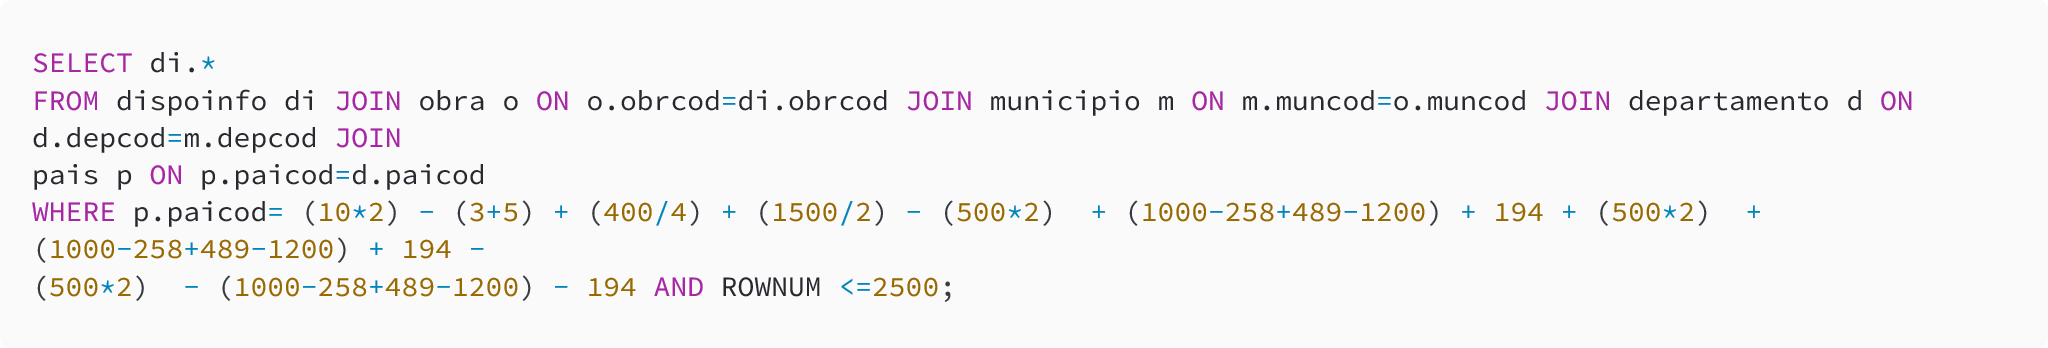 SELECT di.*
FROM dispoinfo di JOIN obra o ON o.obrcod=di.obrcod JOIN municipio m ON m.muncod=o.muncod JOIN departamento d ON
d.depcod=m.depcod JOIN
pais p ON p.paicod=d.paicod
WHERE p.paicod= (10*2) - (3+5) + (400/4) + (1500/2) - (500*2)  + (1000-258+489-1200) + 194 + (500*2)  +
(1000-258+489-1200) + 194 -
(500*2)  - (1000-258+489-1200) - 194 AND ROWNUM <=2500;